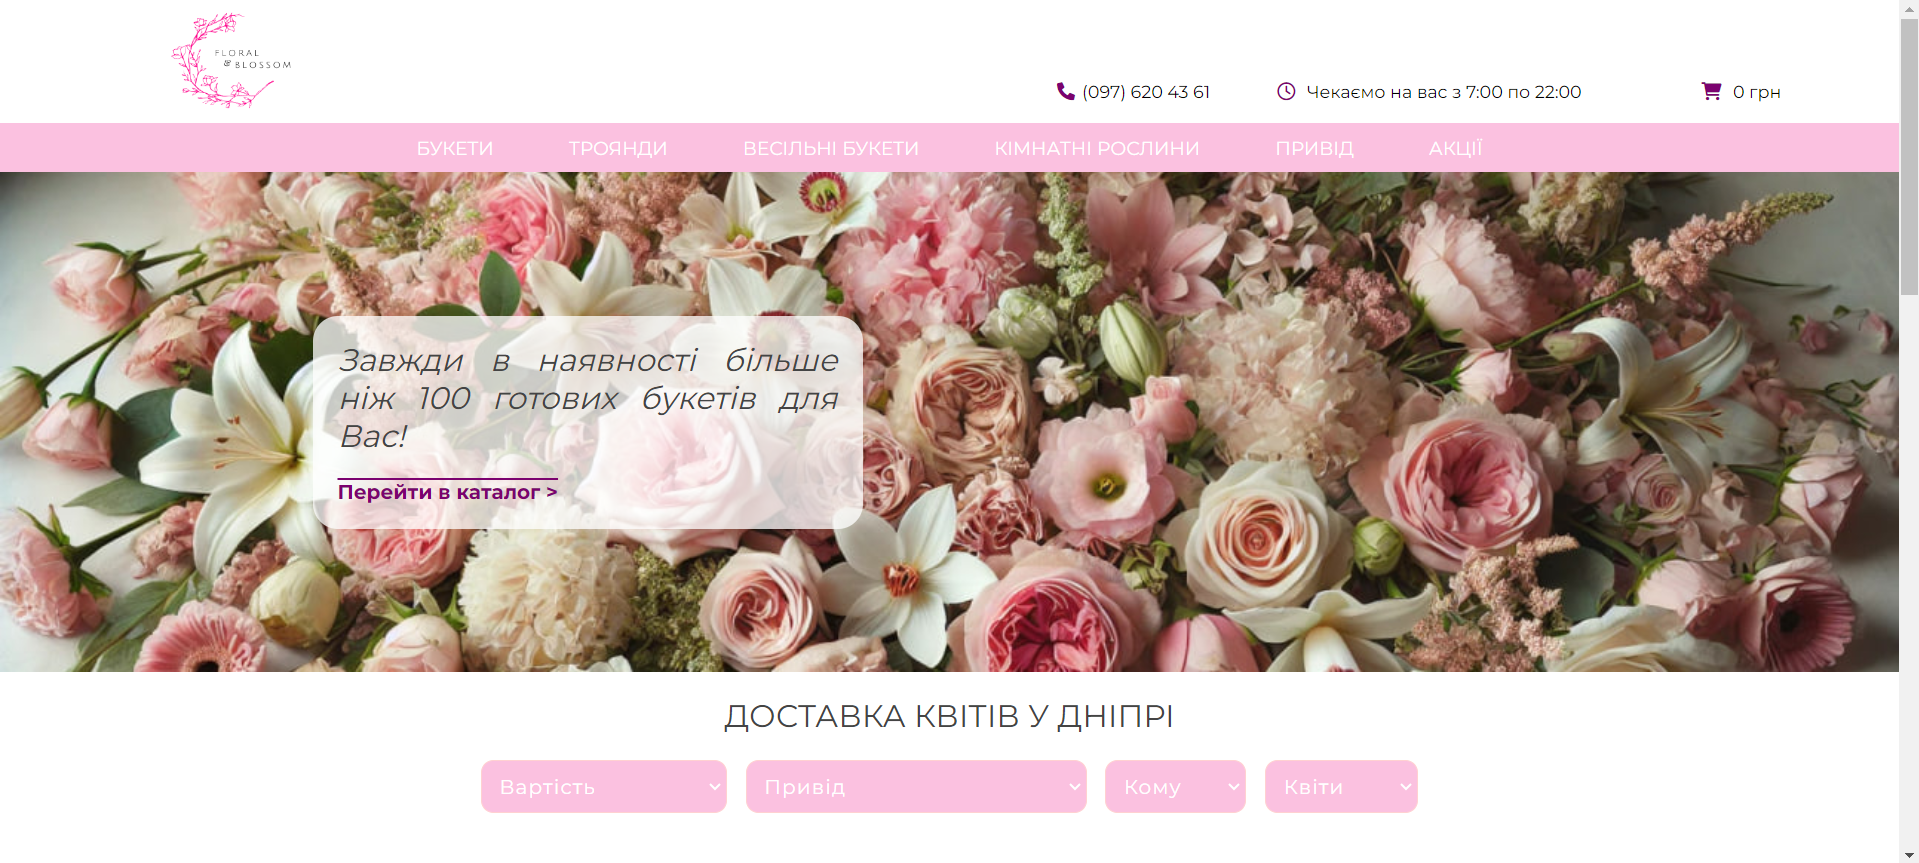 FLORAL
& BLOSSOM
(097) 620 43 61
Чекаємо на вас з 7:00 по 22:00
0 грн
БУКЕТИ ТРОЯНДИ ВЕСІЛЬНІ БУКЕТИ КІМНАТНІ РОСЛИНИ ПРИВІД АКЦІЇ
Завжди в наявності більше
ніж 100 готових букетів для
Вас!
Перейти в каталог >
ДОСТАВКА КВІТІВ У ДНІПРІ
Вартість Привід Кому Квіти